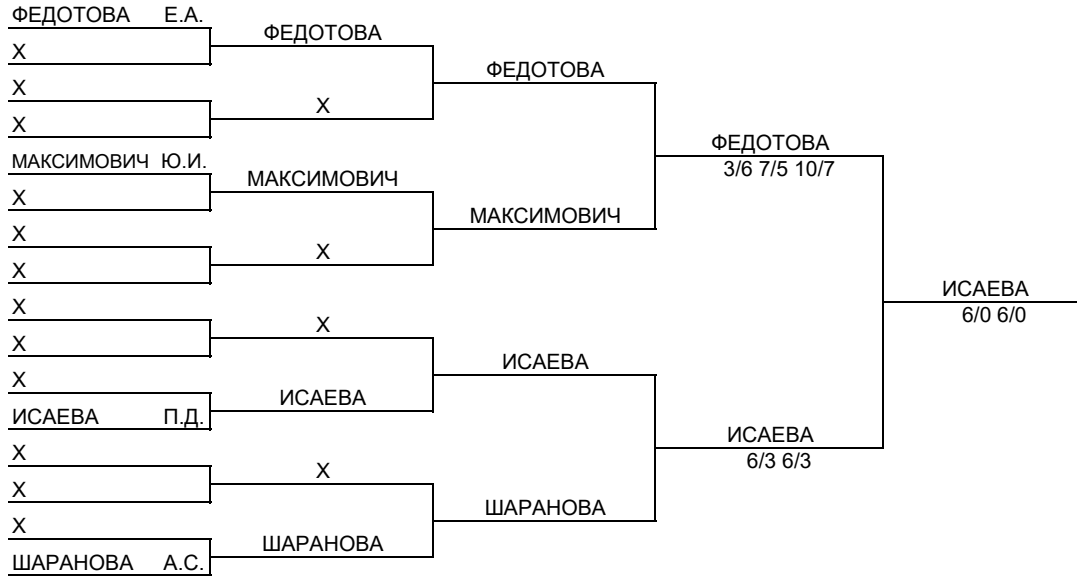 ФЕДОТОВА Е.А.
Х
Х
Х
МАКСИМОВИЧ Ю.И.
Х
Х
Х
Х
Х
Х
ИСАЕВА П.Д.
Х
Х
Х
ШАРАНОВА А.С.
ФЕДОТОВА
Х
МАКСИМОВИЧ
Х
Х
ИСАЕВА
Х
ШАРАНОВА
ФЕДОТОВА
МАКСИМОВИЧ
ИСАЕВА
ШАРАНОВА
ФЕДОТОВА
3/6 7/5 10/7
ИСАЕВА
6/3 6/3
ИСАЕВА
6/0 6/0